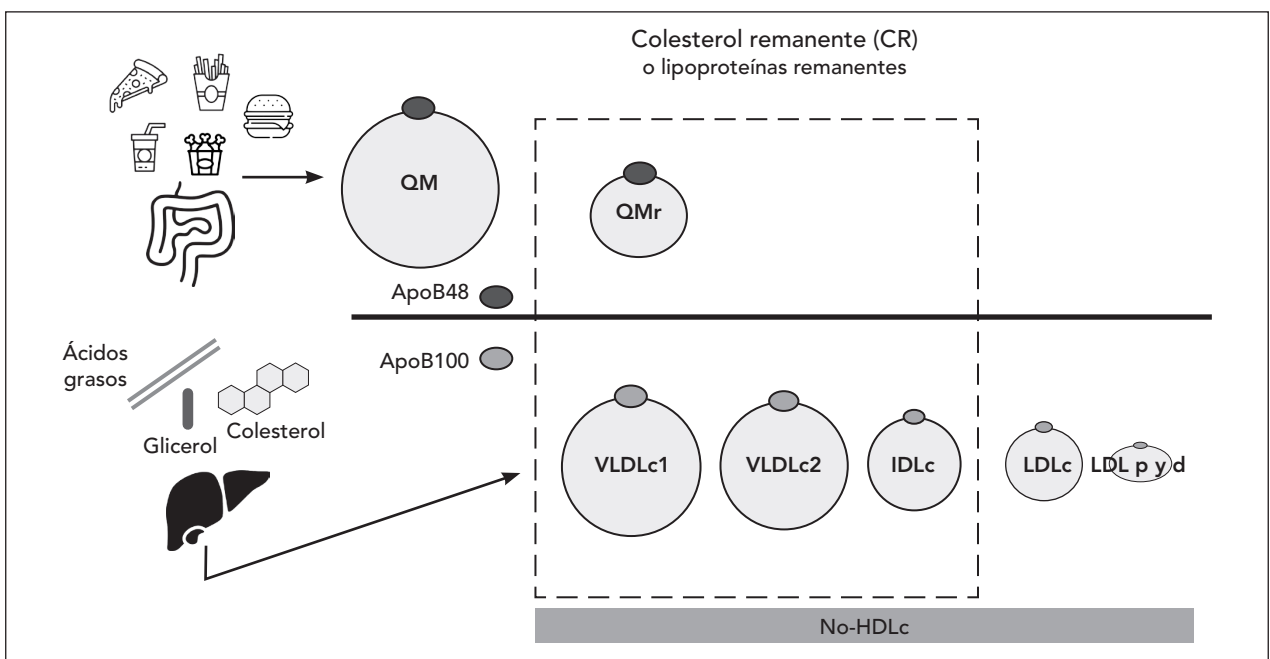 Colesterol remanente (CR)
o lipoproteínas remanentes
QM
QMr
ApoB48
ApoB100
Ácidos
grasos
Glicerol
Colesterol
VLDLc1
VLDLc2
IDLc
LDLc
LDL p y d
No-HDLc